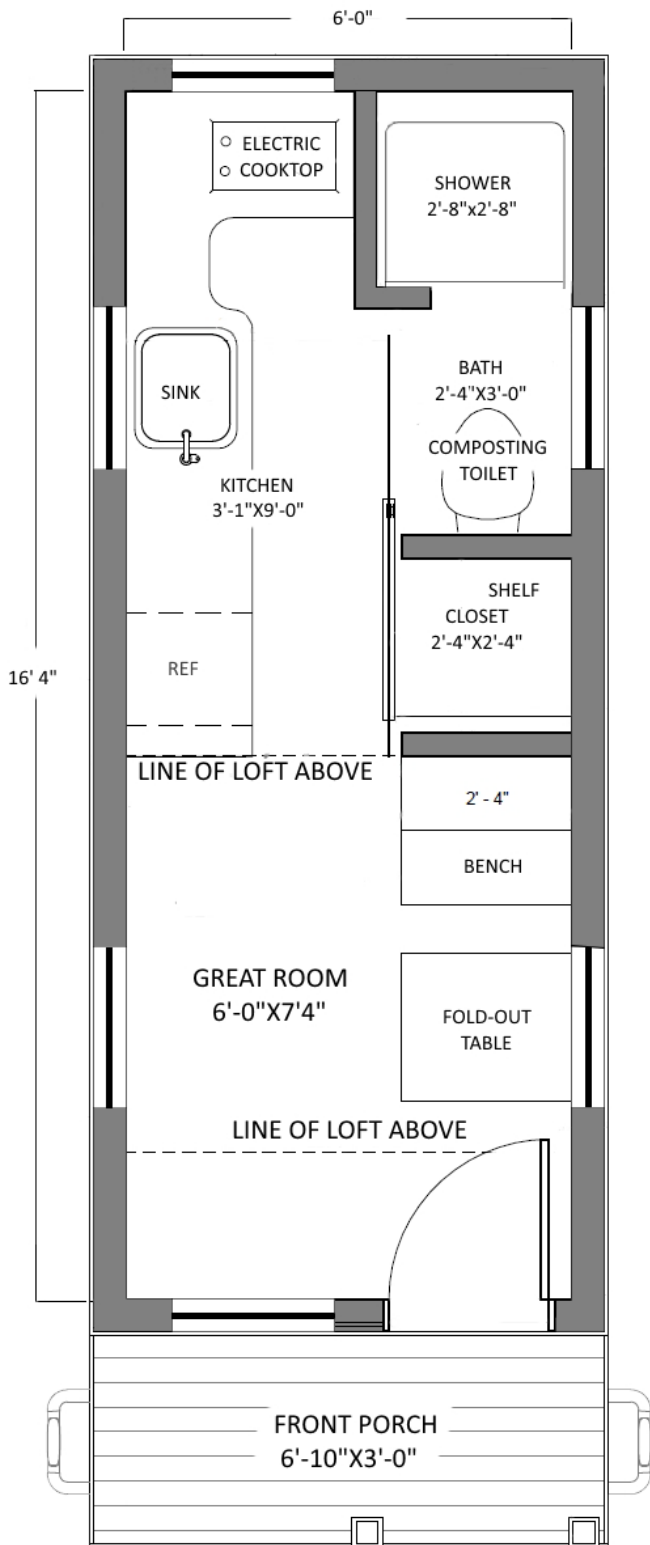 6'-0"
ELECTRIC
COOKTOP
SHOWER
2'-8"x2'-8"
SINK
BATH
2'-4"X3'-0"
COMPOSTING
TOILET
KITCHEN
3'-1"X9'-0"
SHELF
CLOSET
2'-4"X2'-4"
REF
16' 4"
LINE OF LOFT ABOVE
2' - 4"
BENCH
GREAT ROOM
6'-0"X7'4"
FOLD-OUT
TABLE
LINE OF LOFT ABOVE
FRONT PORCH
6'-10"X3'-0"